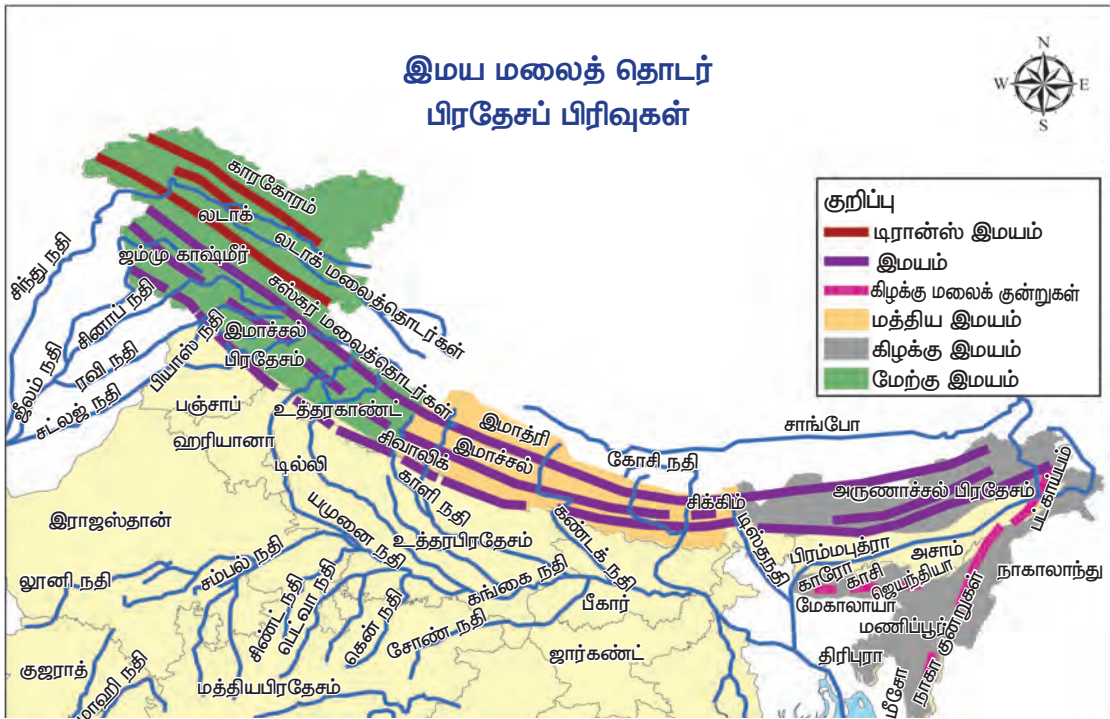 இமய மலைத் தொடர்
பிரதேசப் பிரிவுகள்
N
W
E
S
குறிப்பு
டிரான்ஸ் இமயம்
இமயம்
கிழக்கு மலைக் குன்றுகள்
மத்திய இமயம்
கிழக்கு இமயம்
மேற்கு இமயம்
காரகோரம்
லடாக்
லடாக் மலைத்தொடர்கள்
ஜம்மு காஷ்மீர்
சஸ்கர் மலைத்தொடர்கள்
சிந்து நதி
ஜீலம் நதி
சினாப் நதி
ரவி நதி
சட்லஜ் நதி
பியாஸ் நதி
இமாச்சல்
பிரதேசம்
பஞ்சாப்
ஹரியானா
உத்தரகாண்ட்
டில்லி
சிவாலிக்
இமாச்சல்
இமாத்ரி
கோசி நதி
சாங்போ
சிக்கிம்
அருணாச்சல் பிரதேசம்
பட்காய்பம்
இராஜஸ்தான்
யமுனை நதி
காளி நதி
உத்தரபிரதேசம்
கண்டக் நதி
டிஸ்தநதி
பிரம்மபுத்ரா
அசாம்
காரோ
காசி
ஜெயந்தியா
நாகாலாந்து
லூனி நதி
சம்பல் நதி
சிண்ட் நதி
பெட்வா நதி
கென் நதி
கங்கை நதி
சோண் நதி
பீகார்
மேகாலாயா
மணிப்பூர்
நாகா குன்றுகள்
திரிபுரா
மீசோ
குஜராத்
மாஹி நதி
மத்தியபிரதேசம்
ஜார்கண்ட்